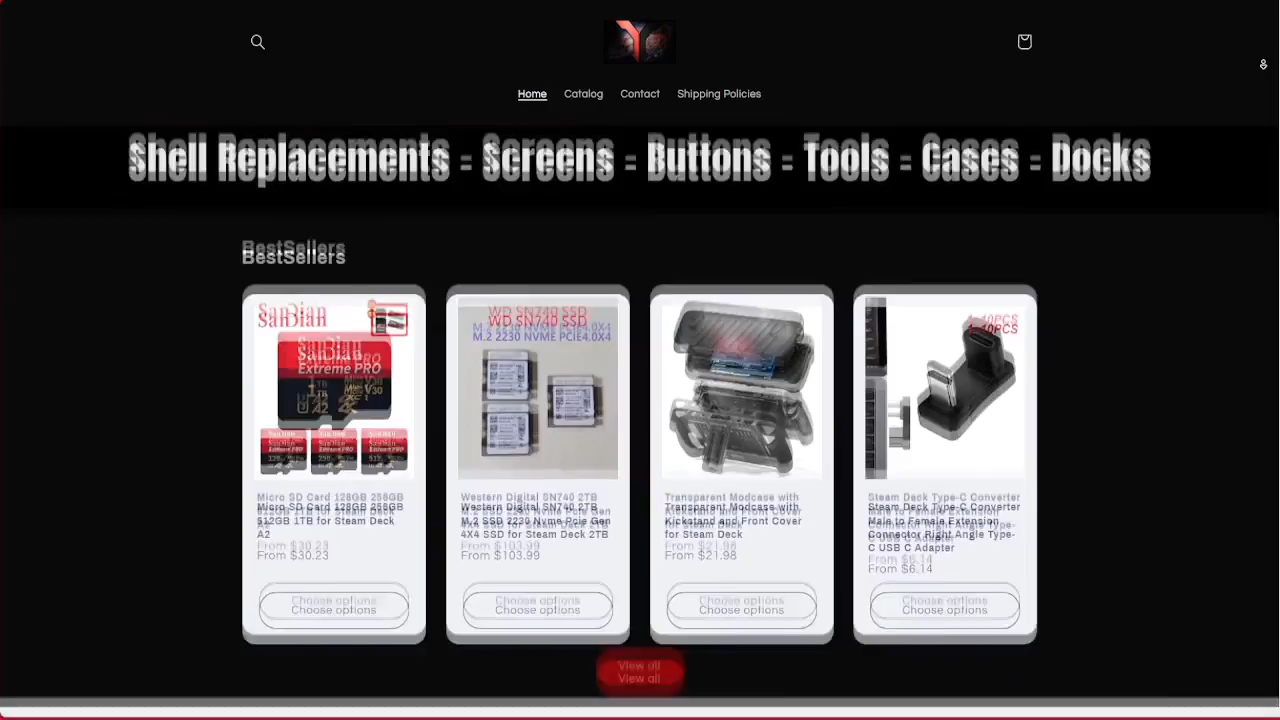 Home Catalog Contact Shipping Policies
Shell Replacements - Screens - Buttons - Tools - Cases - Docks
BestSellers
SanDian
SanDian
Extreme PRO
WD SN740 SSD
M.2 2230 NVME PCIe4.0X4
1-10PCS
Micro SD Card 128GB 256GB
512GB 1TB for Steam Deck
A2
From $30.23
Choose options
Western Digital SN740 2TB
M.2 SSD 2230 Nvme Pcie Gen
4X4 SSD for Steam Deck 2TB
From $103.99
Choose options
Transparent Modcase with
Kickstand and Front Cover
for Steam Deck
From $21.98
Choose options
Steam Deck Type-C Converter
Male to Female Extension
Connector Right Angle Type-
C USB C Adapter
From $6.14
Choose options
View all